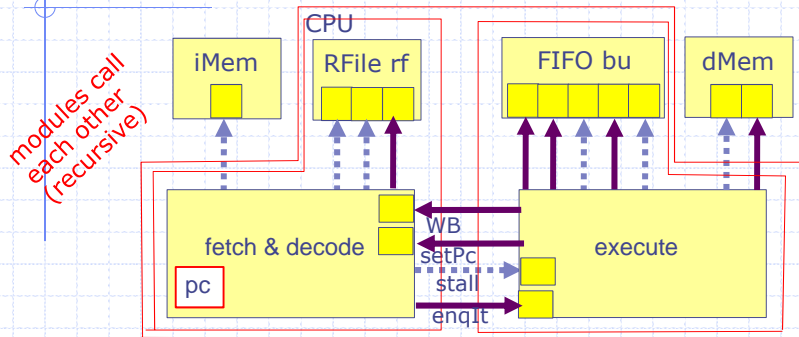 CPU
iMem
RFile rf
FIFO bu
dMem
modules call
each other
(recursive)
fetch & decode
pc
WB
setPc
stall
enqIt
execute